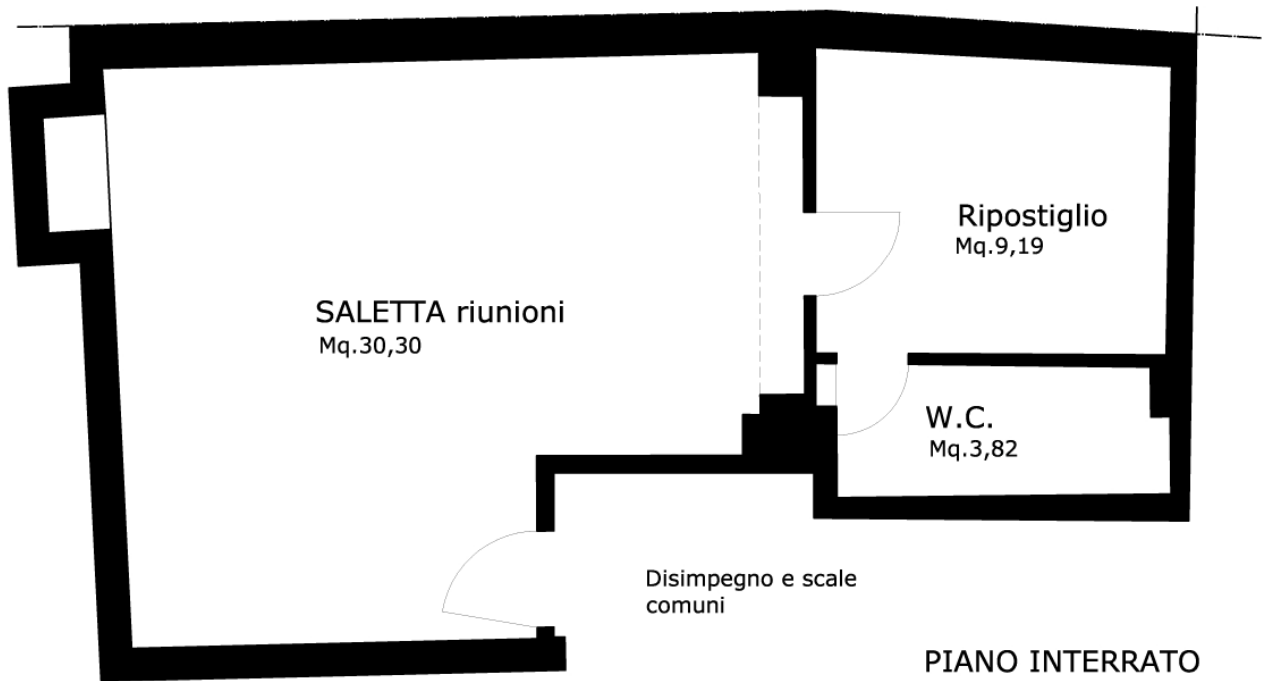 Ripostiglio
Mq.9,19
SALETTA riunioni
Mq.30,30
W.C.
Mq.3,82
Disimpegno e scale
comuni
PIANO INTERRATO